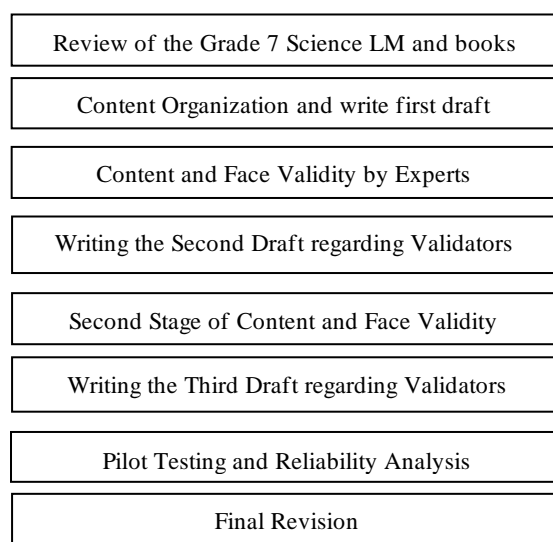 Review of the Grade 7 Science LM and books
Content Organization and write first draft
Content and Face Validity by Experts
Writing the Second Draft regarding Validators
Second Stage of Content and Face Validity
Writing the Third Draft regarding Validators
Pilot Testing and Reliability Analysis
Final Revision